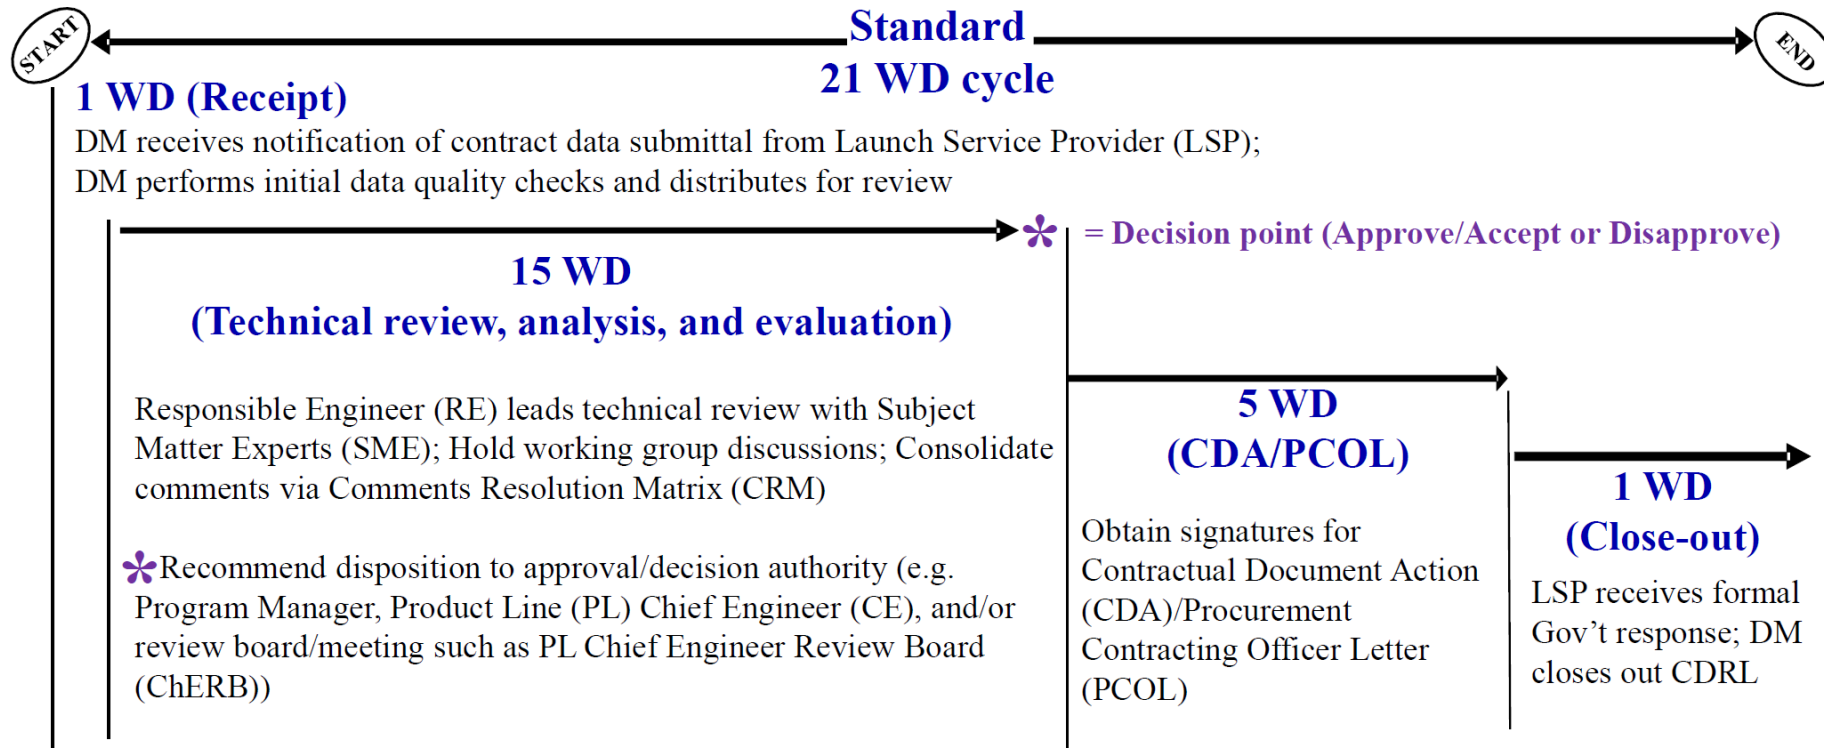 START
Standard
21 WD cycle
END
1 WD (Receipt)
DM receives notification of contract data submittal from Launch Service Provider (LSP);
DM performs initial data quality checks and distributes for review
* = Decision point (Approve/Accept or Disapprove)
15 WD
(Technical review, analysis, and evaluation)
Responsible Engineer (RE) leads technical review with Subject
Matter Experts (SME); Hold working group discussions; Consolidate
comments via Comments Resolution Matrix (CRM)
*Recommend disposition to approval/decision authority (e.g.
Program Manager, Product Line (PL) Chief Engineer (CE), and/or
review board/meeting such as PL Chief Engineer Review Board
(ChERB))
5 WD
(CDA/PCOL)
Obtain signatures for
Contractual Document Action
(CDA)/Procurement
Contracting Officer Letter
(PCOL)
1 WD
(Close-out)
LSP receives formal
Gov't response; DM
closes out CDRL